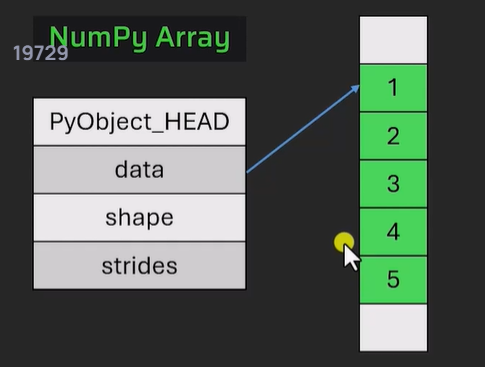 NumPy Array
19729
PyObject_HEAD
data
shape
strides
1
2
3
4
5